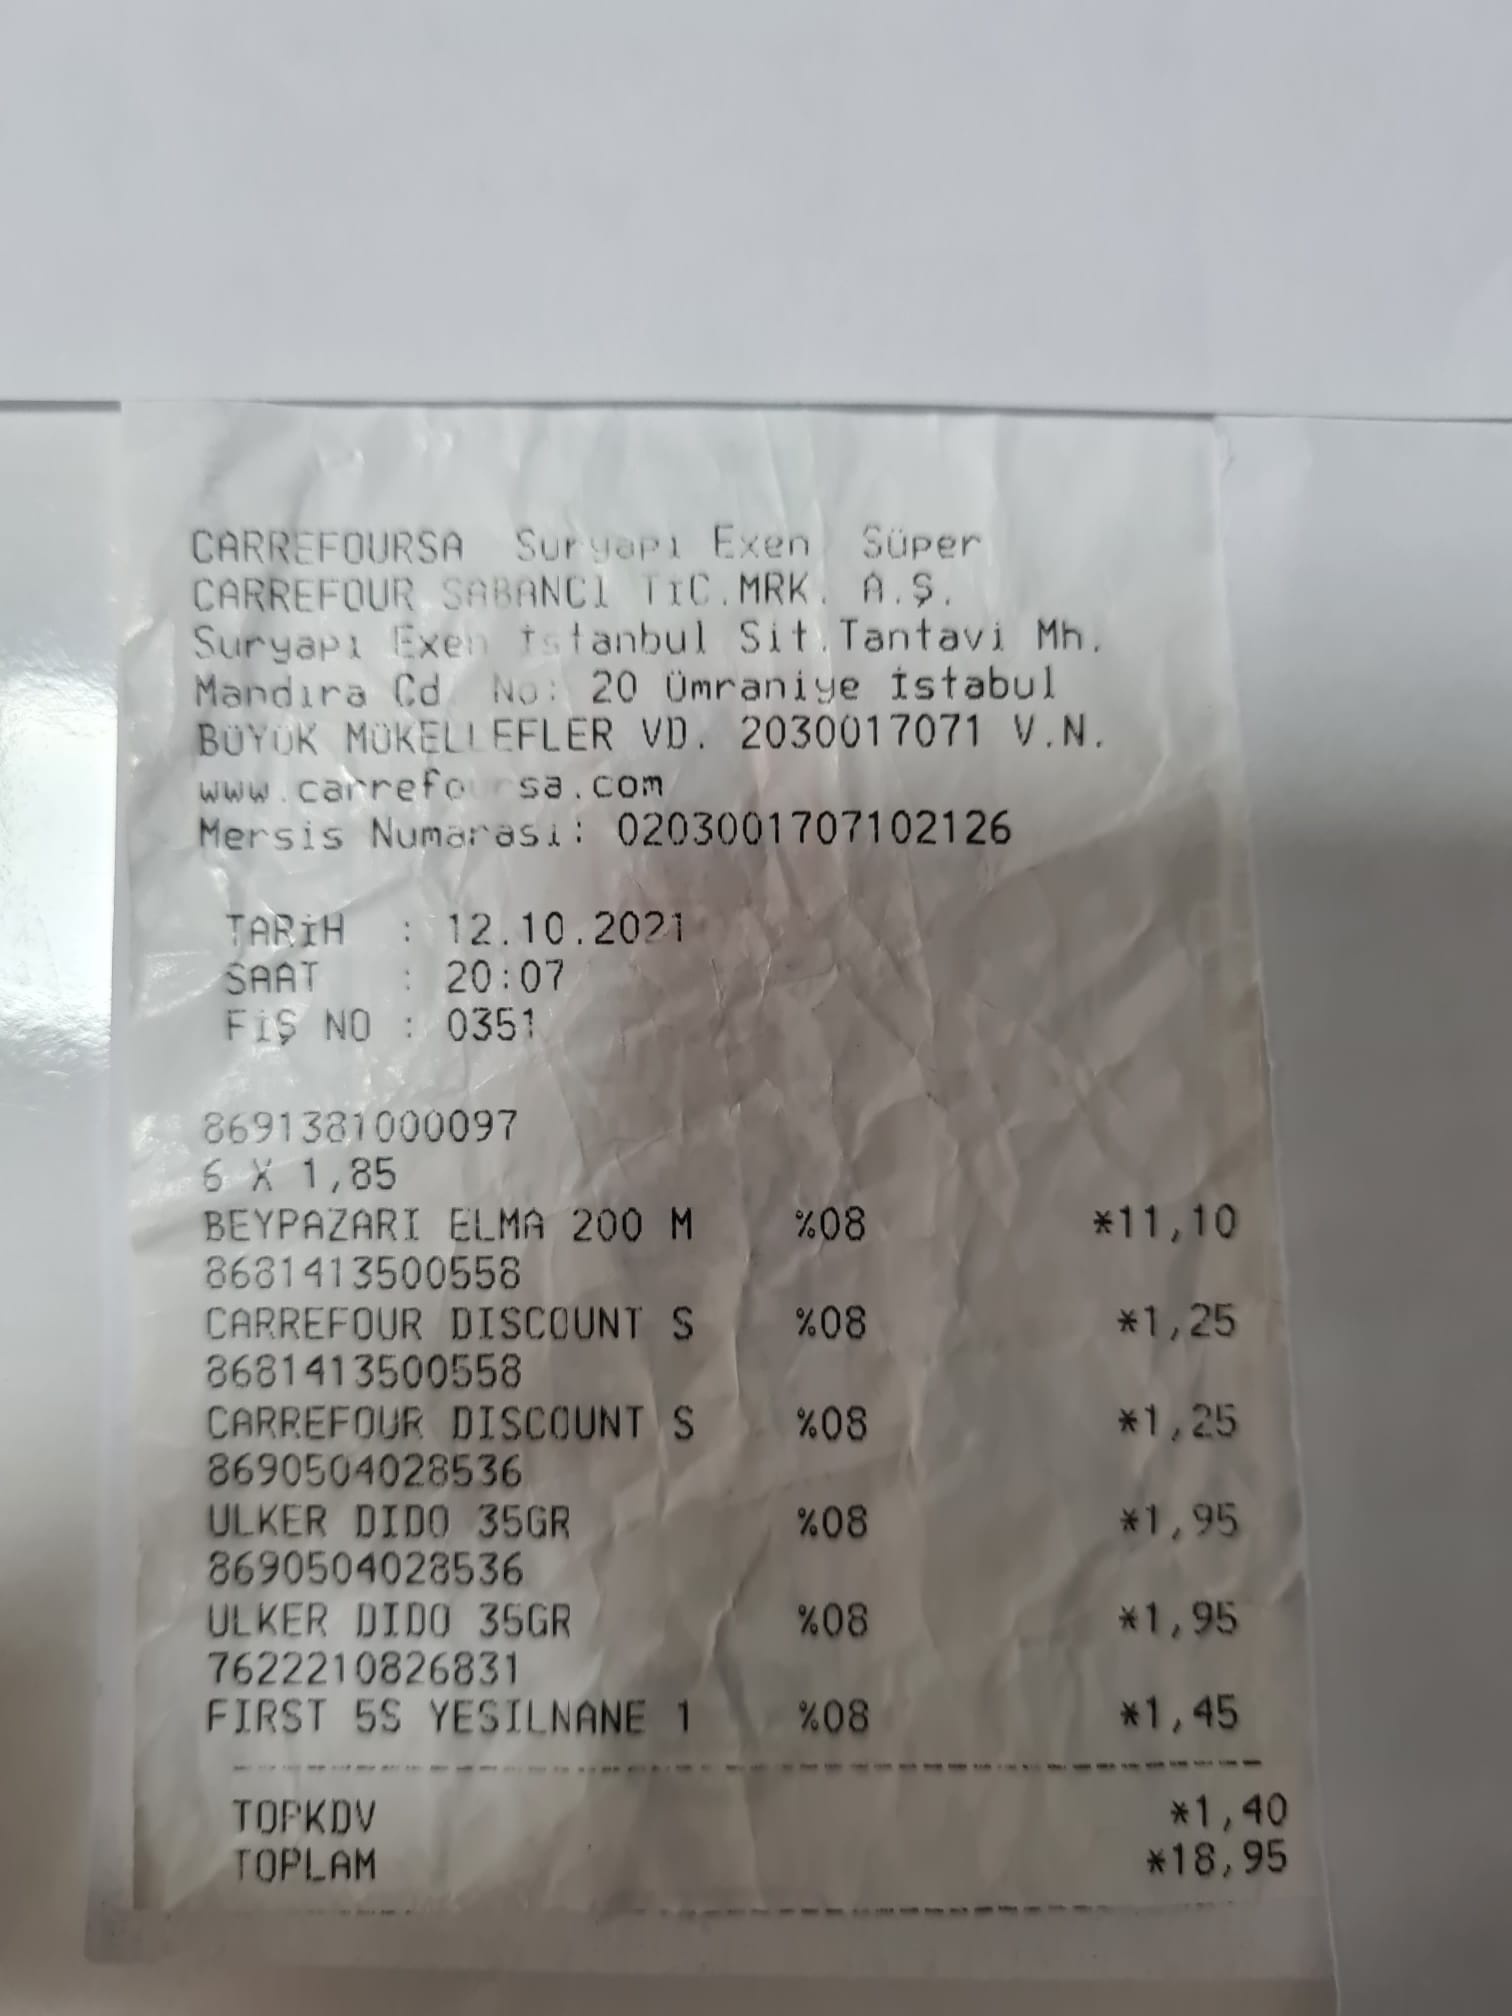 CARREFOURSA Suryapı Exen Süper
CARREFOUR SABANCI TİC.MRK. A.Ş.
Suryapı Exen İstanbul Sit.Tantavi Mh.
Mandıra Cd. No: 20 Ümraniye İstabul
BÜYÜK MÜKELLEFLER VD. 2030017071 V.N.
www.carrefoursa.com
Mersis Numarası: 0203001707102126
TARİH : 12.10.2021
SAAT : 20:07
FİŞ NO : 0351
8691381000097
6 X 1,85
BEYPAZARI ELMA 200 M %08 *11,10
8681413500558
CARREFOUR DISCOUNT S %08 *1,25
8681413500558
CARREFOUR DISCOUNT S %08 *1,25
8690504028536
ULKER DIDO 35GR %08 *1,95
8690504028536
ULKER DIDO 35GR %08 *1,95
7622210826831
FIRST 5S YESILNANE 1 %08 *1,45
TOPKDV *1,40
TOPLAM *18,95